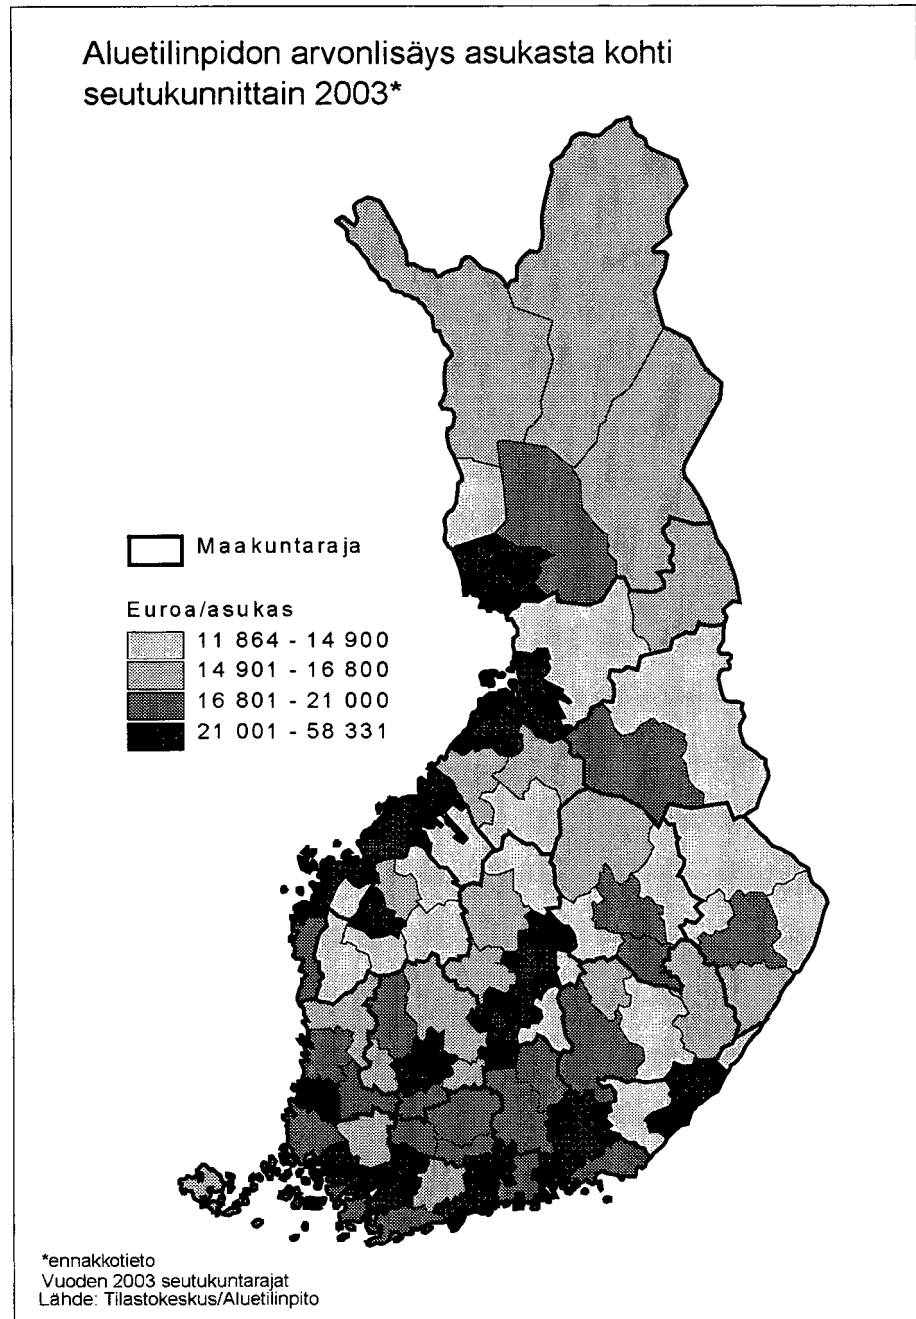 Aluetilinpidon arvonlisäys asukasta kohti
seutukunnittain 2003*
Maakuntaraja
Euroa/asukas
11 864 - 14 900
14 901 - 16 800
16 801 - 21 000
21 001 - 58 331
*ennakkotieto
Vuoden 2003 seutukuntarajat
Lähde: Tilastokeskus/Aluetilinpito